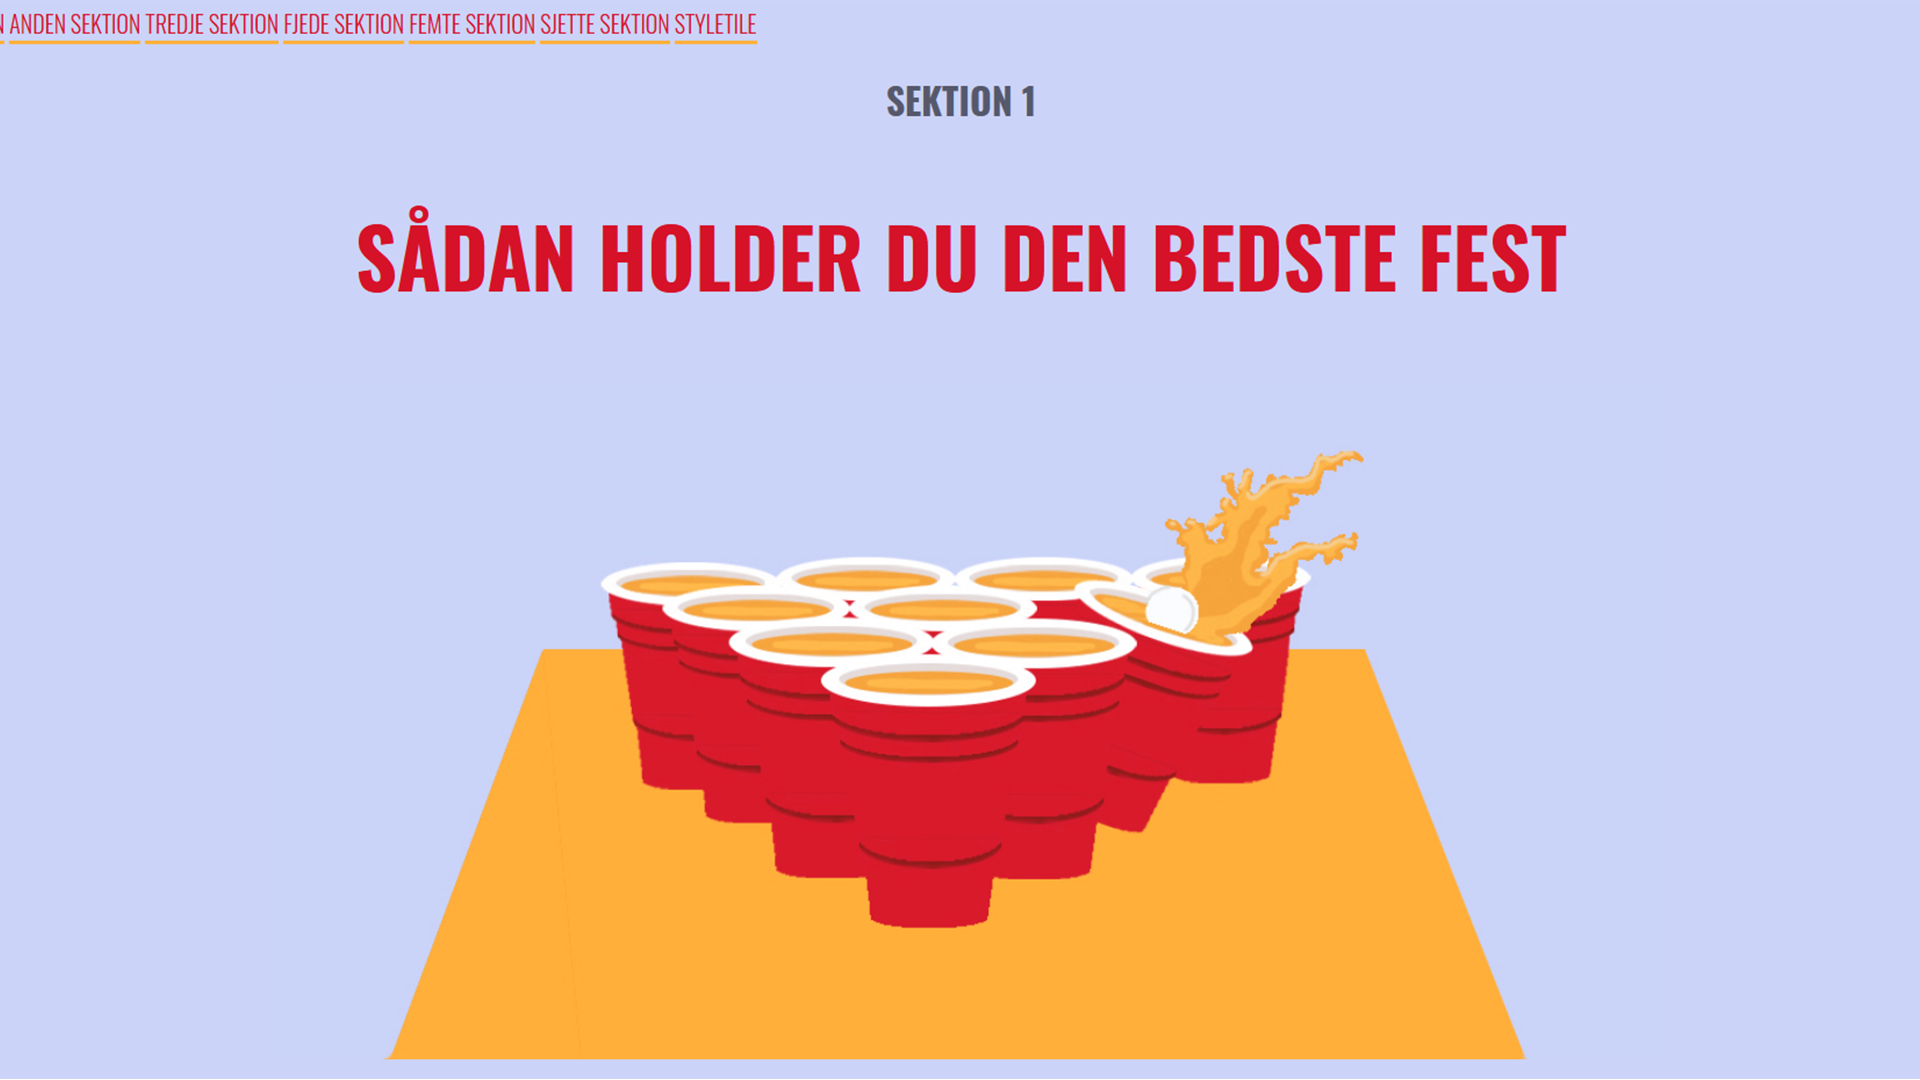 ANDEN SEKTION TREDJE SEKTION FJEDE SEKTION FEMTE SEKTION SJETTE SEKTION STYLETILE
SEKTION 1
SÅDAN HOLDER DU DEN BEDSTE FEST